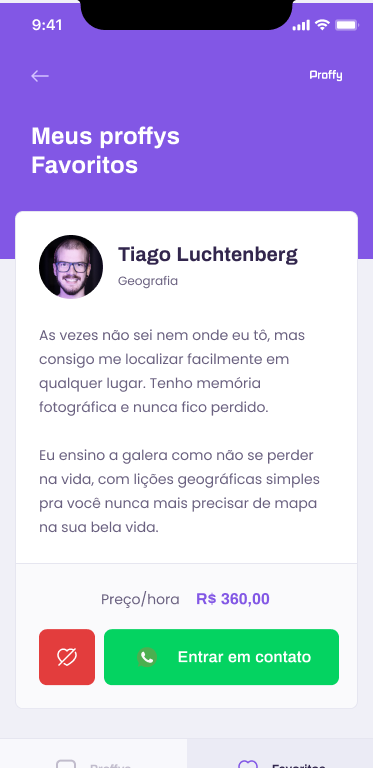 9:41
Proffy
Meus proffys
Favoritos
Tiago Luchtenberg
Geografia
As vezes não sei nem onde eu tô, mas
consigo me localizar facilmente em
qualquer lugar. Tenho memória
fotográfica e nunca fico perdido.
Eu ensino a galera como não se perder
na vida, com lições geográficas simples
pra você nunca mais precisar de mapa
na sua bela vida.
Preço/hora R$ 360,00
Entrar em contato
Proffys Favoritos